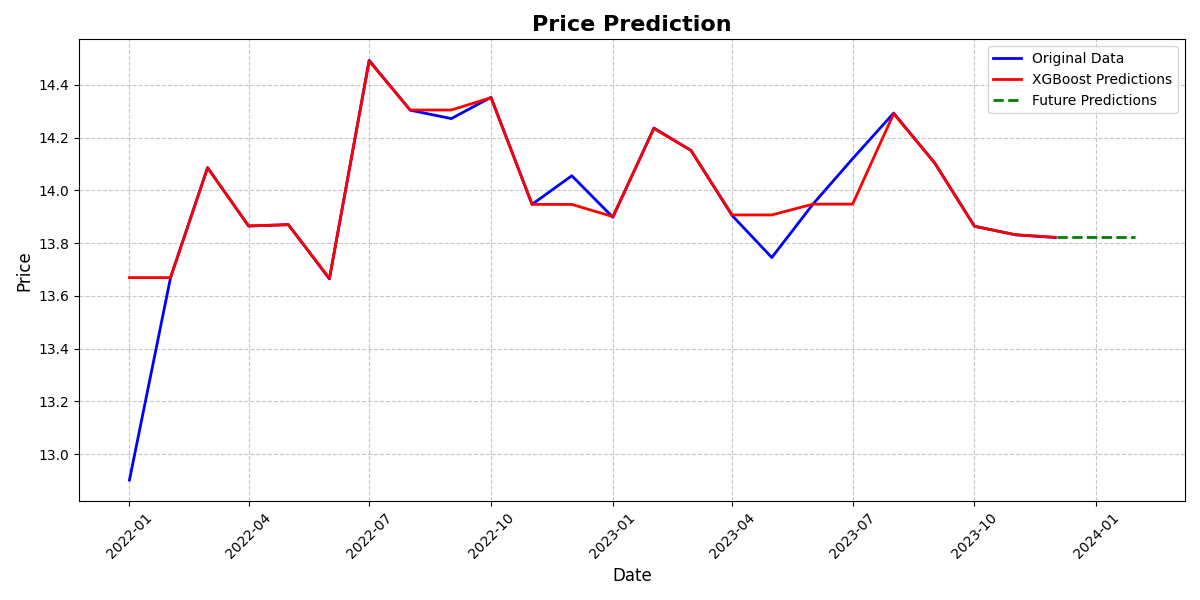 Price Prediction
Original Data
XGBoost Predictions
Future Predictions
Price
14.4
14.2
14.0
13.8
13.6
13.4
13.2
13.0
2022-01
2022-04
2022-07
2022-10
2023-01
2023-04
2023-07
2023-10
2024-01
Date